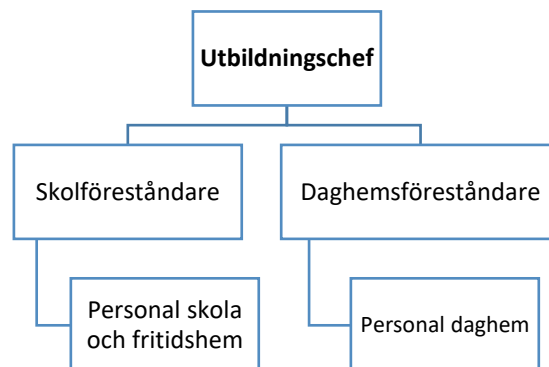 Utbildningschef
Skolföreståndare
Daghemsföreståndare
Personal skola
och fritidshem
Personal daghem